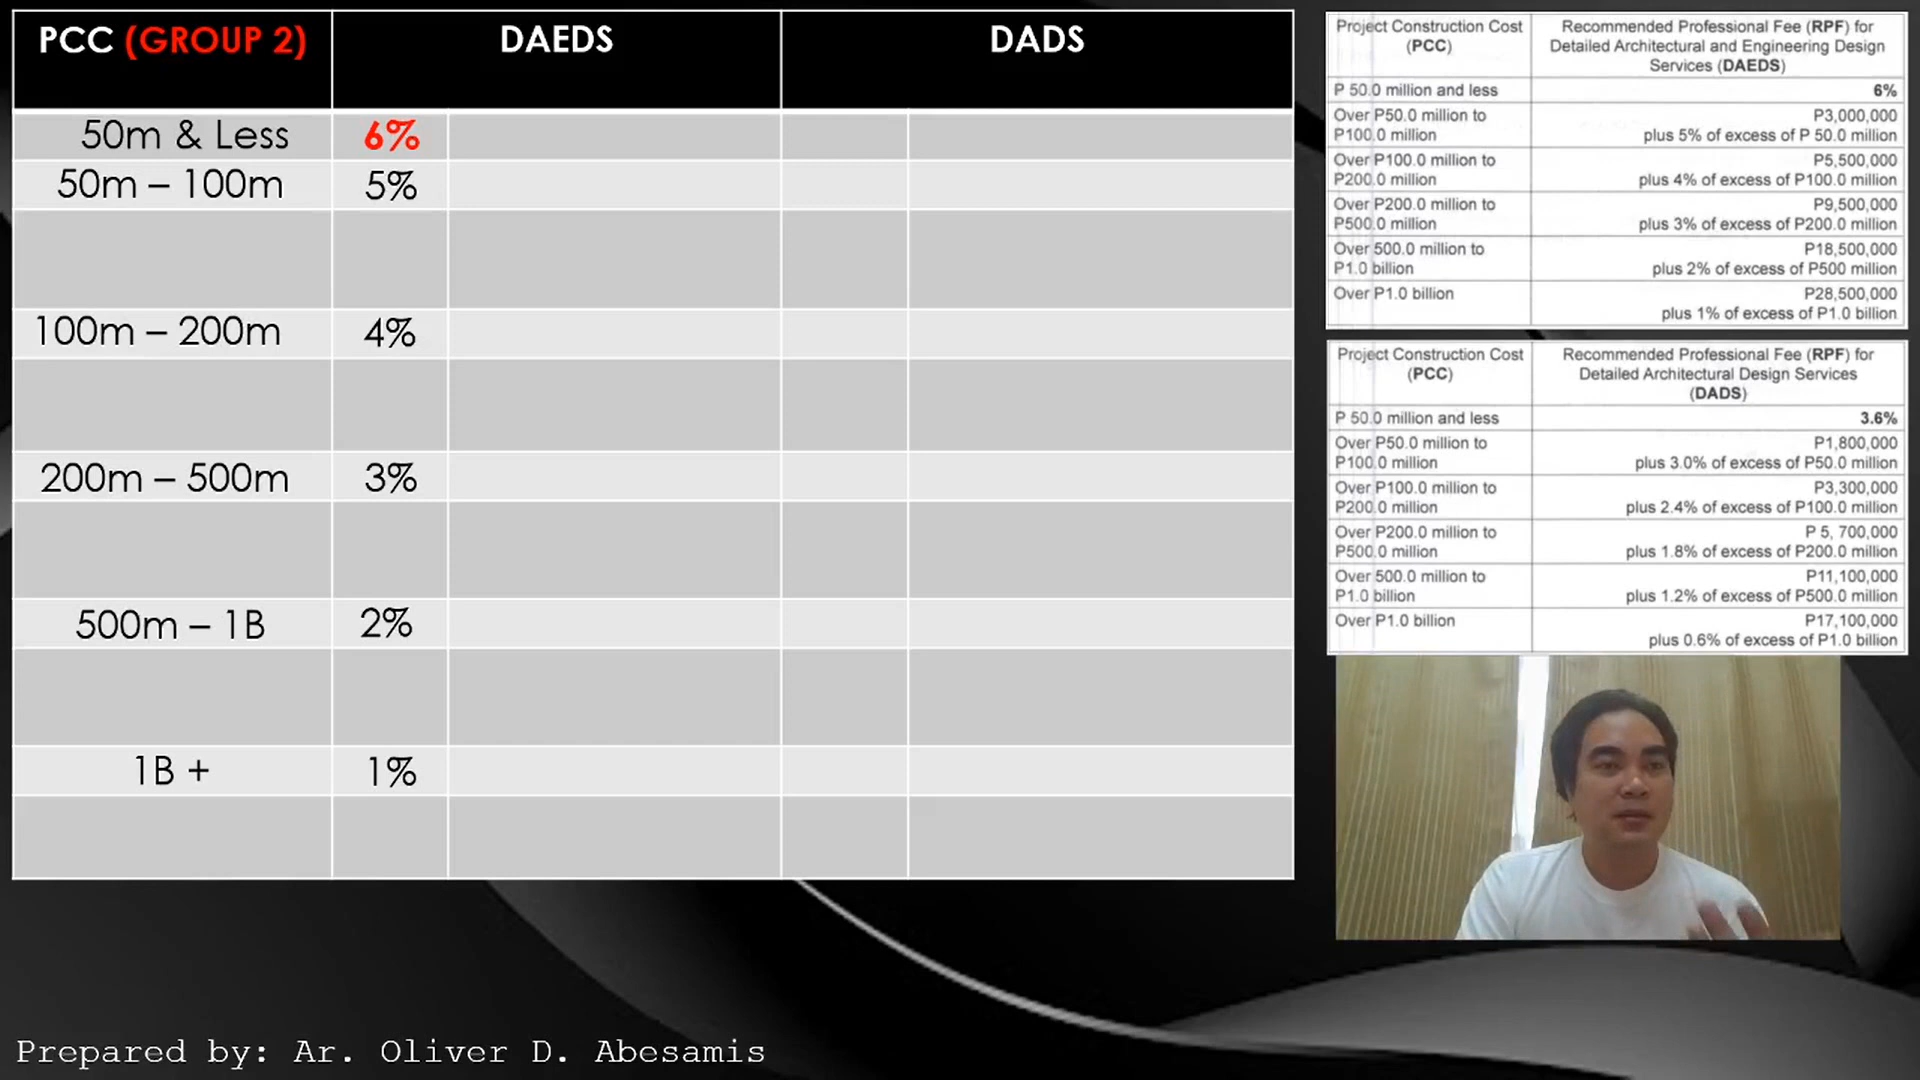 PCC (GROUP 2) DAEDS DADS
50m & Less 6%
50m – 100m 5%
100m – 200m 4%
200m – 500m 3%
500m – 1B 2%
1B + 1%
Project Construction Cost
(PCC)
Recommended Professional Fee (RPF) for
Detailed Architectural and Engineering Design
Services (DAEDS)
P 50.0 million and less
6%
Over P50.0 million to
P100.0 million
P3,000,000
plus 5% of excess of P 50.0 million
Over P100.0 million to
P200.0 million
P5,500,000
plus 4% of excess of P100.0 million
Over P200.0 million to
P500.0 million
P9,500,000
plus 3% of excess of P200.0 million
Over 500.0 million to
P1.0 billion
P18,500,000
plus 2% of excess of P500 million
Over P1.0 billion
P28,500,000
plus 1% of excess of P1.0 billion
Project Construction Cost
(PCC)
Recommended Professional Fee (RPF) for
Detailed Architectural Design Services
(DADS)
P 50.0 million and less
3.6%
Over P50.0 million to
P100.0 million
P1,800,000
plus 3.0% of excess of P50.0 million
Over P100.0 million to
P200.0 million
P3,300,000
plus 2.4% of excess of P100.0 million
Over P200.0 million to
P500.0 million
P 5, 700,000
plus 1.8% of excess of P200.0 million
Over 500.0 million to
P1.0 billion
P11,100,000
plus 1.2% of excess of P500.0 million
Over P1.0 billion
P17,100,000
plus 0.6% of excess of P1.0 billion
Prepared by: Ar. Oliver D. Abesamis